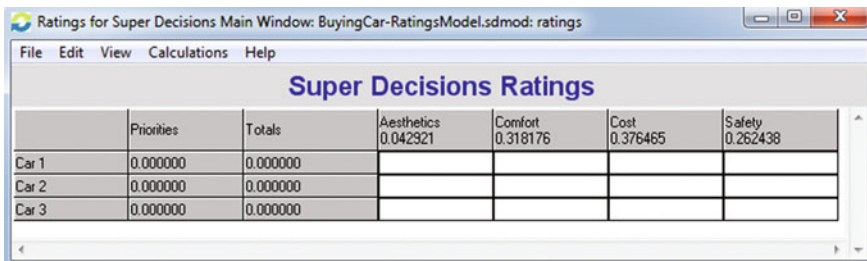 Ratings for Super Decisions Main Window: BuyingCar-RatingsModel.sdmod: ratings
File Edit View Calculations Help
Super Decisions Ratings
Priorities Totals Aesthetics 0.042921 Comfort 0.318176 Cost 0.376465 Safety 0.262438
Car 1 0.000000 0.000000
Car 2 0.000000 0.000000
Car 3 0.000000 0.000000